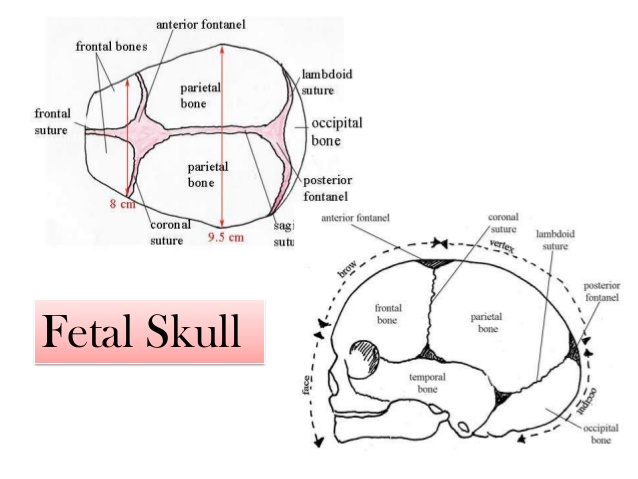 anterior fontanel
frontal bones
parietal
bone
lambdoid
suture
frontal
suture
occipital
bone
parietal
bone
posterior
fontanel
8 cm
coronal
suture
9.5 cm
sagi
sutu
Fetal Skull
anterior fontanel
coronal
suture
lambdoid
suture
vertex
brow
posterior
fontanel
frontal
bone
parietal
bone
temporal
bone
face
occiput
occipital
bone